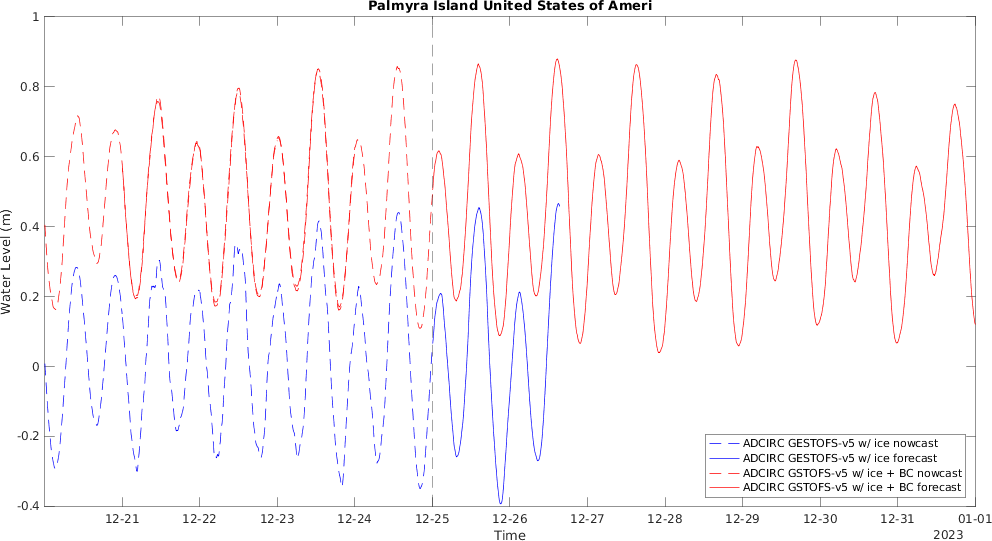 Palmyra Island United States of Ameri
1
0.8
0.6
0.4
0.2
0
-0.2
-0.4
Water Level (m)
12-21 12-22 12-23 12-24 12-25 12-26 12-27 12-28 12-29 12-30 12-31 01-01
Time
2023
ADCIRC GESTOFS-v5 w/ ice nowcast
ADCIRC GESTOFS-v5 w/ ice forecast
ADCIRC GSTOFS-v5 w/ ice + BC nowcast
ADCIRC GSTOFS-v5 w/ ice + BC forecast